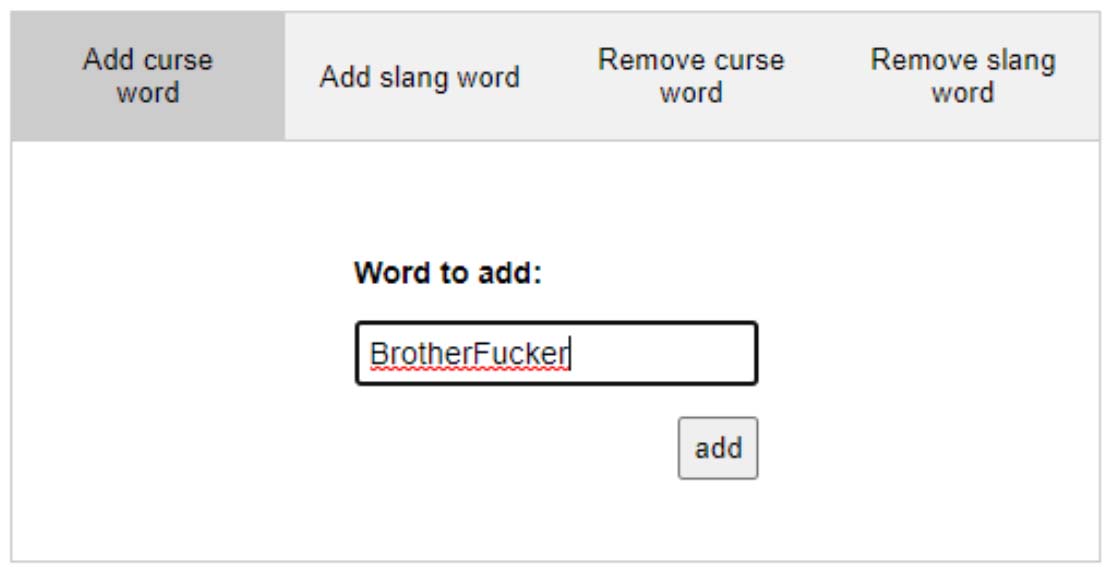 Add curse
word
Add slang word
Remove curse
word
Remove slang
word
Word to add:
BrotherFucker
add